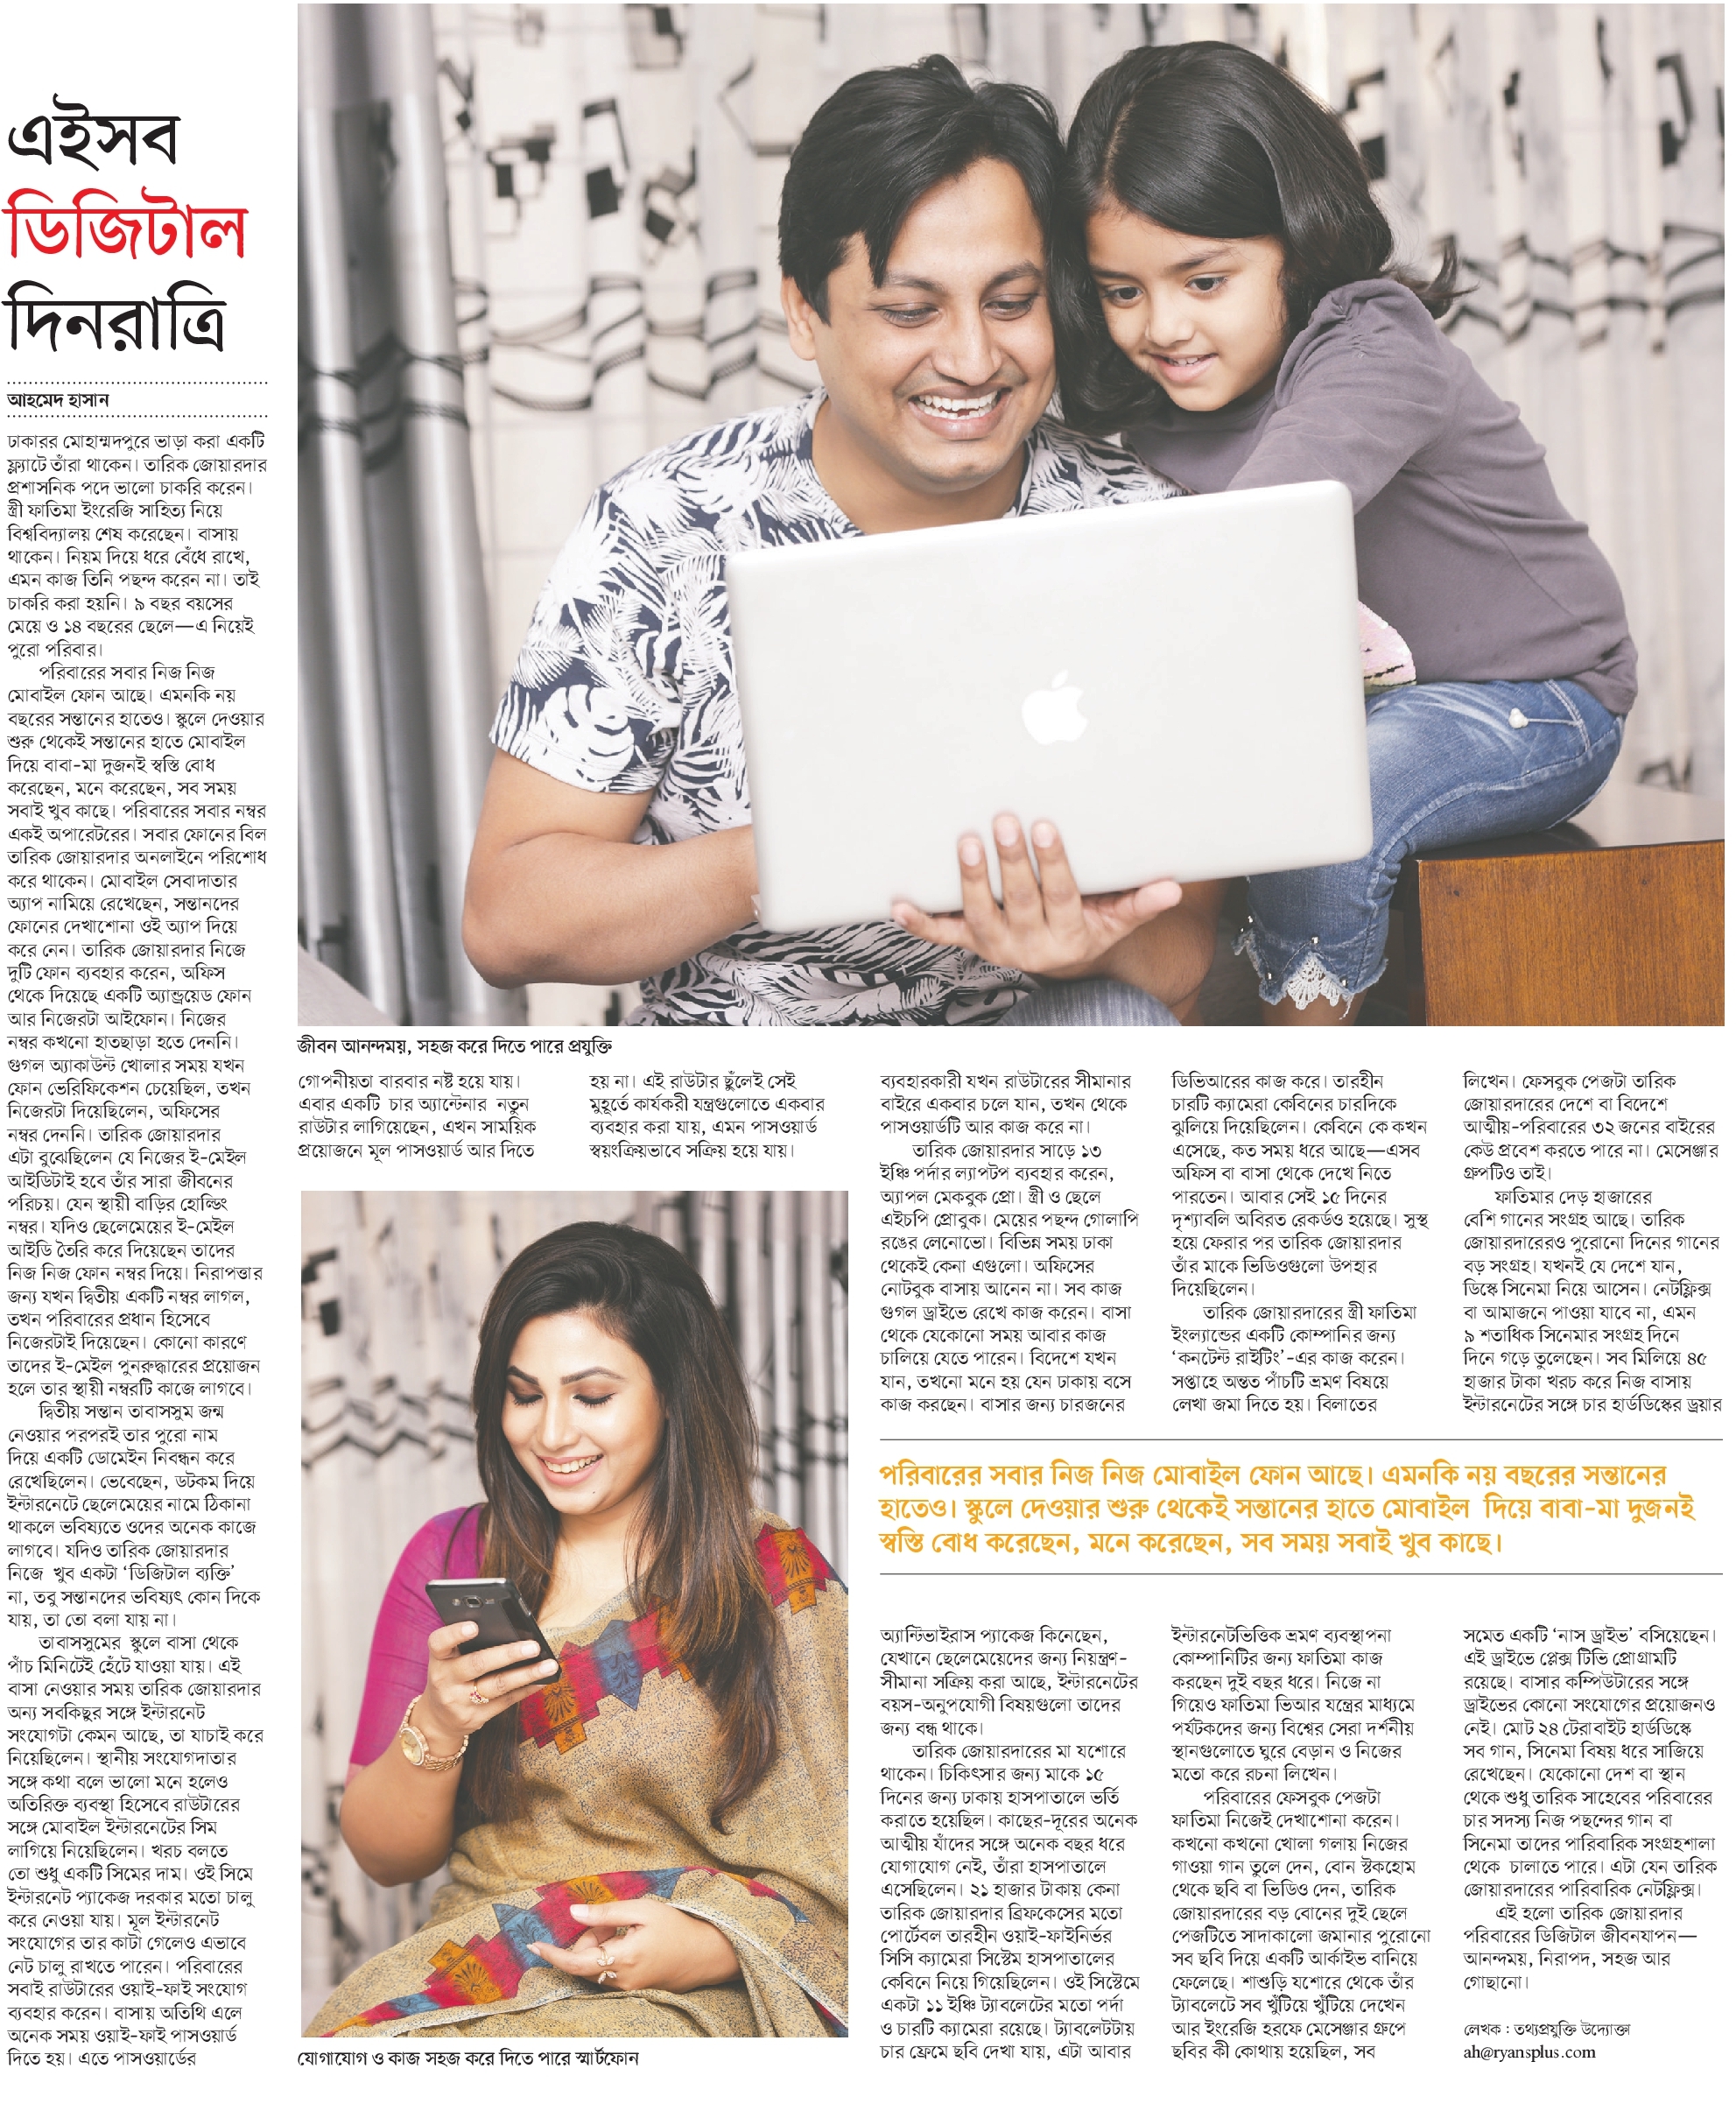 এইসব
ডিজিটাল
দিনরাত্রি
আহমেদ হাসান
ঢাকারর মোহাম্মদপুরে ভাড়া করা একটি
ফ্ল্যাটে তাঁরা থাকেন। তারিক জোয়ারদার
প্রশাসনিক পদে ভালো চাকরি করেন।
স্ত্রী ফাতিমা ইংরেজি সাহিত্য নিয়ে
বিশ্ববিদ্যালয় শেষ করেছেন। বাসায়
থাকেন। নিয়ম দিয়ে ধরে বেঁধে রাখে,
এমন কাজ তিনি পছন্দ করেন না। তাই
চাকরি করা হয়নি। ৯ বছর বয়সের
মেয়ে ও ১৪ বছরের ছেলে—এ নিয়েই
পুরো পরিবার।
পরিবারের সবার নিজ নিজ
মোবাইল ফোন আছে। এমনকি নয়
বছরের সন্তানের হাতেও। স্কুলে দেওয়ার
শুরু থেকেই সন্তানের হাতে মোবাইল
দিয়ে বাবা-মা দুজনই স্বস্তি বোধ
করেছেন, মনে করেছেন, সব সময়
সবাই খুব কাছে। পরিবারের সবার নম্বর
একই অপারেটরের। সবার ফোনের বিল
তারিক জোয়ারদার অনলাইনে পরিশোধ
করে থাকেন। মোবাইল সেবাদাতার
অ্যাপ নামিয়ে রেখেছেন, সন্তানদের
ফোনের দেখাশোনা ওই অ্যাপ দিয়ে
করে নেন। তারিক জোয়ারদার নিজে
দুটি ফোন ব্যবহার করেন, অফিস
থেকে দিয়েছে একটি অ্যান্ড্রয়েড ফোন
আর নিজেরটা আইফোন। নিজের
নম্বর কখনো হাতছাড়া হতে দেননি।
গুগল অ্যাকাউন্ট খোলার সময় যখন
ফোন ভেরিফিকেশন চেয়েছিল, তখন
নিজেরটা দিয়েছিলেন, অফিসের
নম্বর দেননি। তারিক জোয়ারদার
এটা বুঝেছিলেন যে নিজের ই-মেইল
আইডিটাই হবে তাঁর সারা জীবনের
পরিচয়। যেন স্থায়ী বাড়ির হোল্ডিং
নম্বর। যদিও ছেলেমেয়ের ই-মেইল
আইডি তৈরি করে দিয়েছেন তাদের
নিজ নিজ ফোন নম্বর দিয়ে। নিরাপত্তার
জন্য যখন দ্বিতীয় একটি নম্বর লাগল,
তখন পরিবারের প্রধান হিসেবে
নিজেরটাই দিয়েছেন। কোনো কারণে
তাদের ই-মেইল পুনরুদ্ধারের প্রয়োজন
হলে তার স্থায়ী নম্বরটি কাজে লাগবে।
দ্বিতীয় সন্তান তাবাসসুম জন্ম
নেওয়ার পরপরই তার পুরো নাম
দিয়ে একটি ডোমেইন নিবন্ধন করে
রেখেছিলেন। ভেবেছেন, ডটকম দিয়ে
ইন্টারনেটে ছেলেমেয়ের নামে ঠিকানা
থাকলে ভবিষ্যতে ওদের অনেক কাজে
লাগবে। যদিও তারিক জোয়ারদার
নিজে খুব একটা ‘ডিজিটাল ব্যক্তি’
না, তবু সন্তানদের ভবিষ্যৎ কোন দিকে
যায়, তা তো বলা যায় না।
তাবাসসুমের স্কুলে বাসা থেকে
পাঁচ মিনিটেই হেঁটে যাওয়া যায়। এই
বাসা নেওয়ার সময় তারিক জোয়ারদার
অন্য সবকিছুর সঙ্গে ইন্টারনেট
সংযোগটা কেমন আছে, তা যাচাই করে
নিয়েছিলেন। স্থানীয় সংযোগদাতার
সঙ্গে কথা বলে ভালো মনে হলেও
অতিরিক্ত ব্যবস্থা হিসেবে রাউটারের
সঙ্গে মোবাইল ইন্টারনেটের সিম
লাগিয়ে নিয়েছিলেন। খরচ বলতে
তো শুধু একটি সিমের দাম। ওই সিমে
ইন্টারনেট প্যাকেজ দরকার মতো চালু
করে নেওয়া যায়। মূল ইন্টারনেট
সংযোগের তার কাটা গেলেও এভাবে
নেট চালু রাখতে পারেন। পরিবারের
সবাই রাউটারের ওয়াই-ফাই সংযোগ
ব্যবহার করেন। বাসায় অতিথি এলে
অনেক সময় ওয়াই-ফাই পাসওয়ার্ড
দিতে হয়। এতে পাসওয়ার্ডের
জীবন আনন্দময়, সহজ করে দিতে পারে প্রযুক্তি
গোপনীয়তা বারবার নষ্ট হয়ে যায়।
এবার একটি চার অ্যান্টেনার নতুন
রাউটার লাগিয়েছেন, এখন সাময়িক
প্রয়োজনে মূল পাসওয়ার্ড আর দিতে
হয় না। এই রাউটার ছুঁলেই সেই
মুহূর্তে কার্যকরী যন্ত্রগুলোতে একবার
ব্যবহার করা যায়, এমন পাসওয়ার্ড
স্বয়ংক্রিয়ভাবে সক্রিয় হয়ে যায়।
যোগাযোগ ও কাজ সহজ করে দিতে পারে স্মার্টফোন
ব্যবহারকারী যখন রাউটারের সীমানার
বাইরে একবার চলে যান, তখন থেকে
পাসওয়ার্ডটি আর কাজ করে না।
তারিক জোয়ারদার সাড়ে ১৩
ইঞ্চি পর্দার ল্যাপটপ ব্যবহার করেন,
অ্যাপল মেকবুক প্রো। স্ত্রী ও ছেলে
এইচপি প্রোবুক। মেয়ের পছন্দ গোলাপি
রঙের লেনোভো। বিভিন্ন সময় ঢাকা
থেকেই কেনা এগুলো। অফিসের
নোটবুক বাসায় আনেন না। সব কাজ
গুগল ড্রাইভে রেখে কাজ করেন। বাসা
থেকে যেকোনো সময় আবার কাজ
চালিয়ে যেতে পারেন। বিদেশে যখন
যান, তখনো মনে হয় যেন ঢাকায় বসে
কাজ করছেন। বাসার জন্য চারজনের
ডিভিআরের কাজ করে। তারহীন
চারটি ক্যামেরা কেবিনের চারদিকে
ঝুলিয়ে দিয়েছিলেন। কেবিনে কে কখন
এসেছে, কত সময় ধরে আছে—এসব
অফিস বা বাসা থেকে দেখে নিতে
পারতেন। আবার সেই ১৫ দিনের
দৃশ্যাবলি অবিরত রেকর্ডও হয়েছে। সুস্থ
হয়ে ফেরার পর তারিক জোয়ারদার
তাঁর মাকে ভিডিওগুলো উপহার
দিয়েছিলেন।
তারিক জোয়ারদারের স্ত্রী ফাতিমা
ইংল্যান্ডের একটি কোম্পানির জন্য
‘কনটেন্ট রাইটিং’-এর কাজ করেন।
সপ্তাহে অন্তত পাঁচটি ভ্রমণ বিষয়ে
লেখা জমা দিতে হয়। বিলাতের
লিখেন। ফেসবুক পেজটা তারিক
জোয়ারদারের দেশে বা বিদেশে
আত্মীয়-পরিবারের ৩২ জনের বাইরের
কেউ প্রবেশ করতে পারে না। মেসেঞ্জার
গ্রুপটিও তাই।
ফাতিমার দেড় হাজারের
বেশি গানের সংগ্রহ আছে। তারিক
জোয়ারদারেরও পুরোনো দিনের গানের
বড় সংগ্রহ। যখনই যে দেশে যান,
ডিস্কে সিনেমা নিয়ে আসেন। নেটফ্লিক্স
বা আমাজনে পাওয়া যাবে না, এমন
৯ শতাধিক সিনেমার সংগ্রহ দিনে
দিনে গড়ে তুলেছেন। সব মিলিয়ে ৪৫
হাজার টাকা খরচ করে নিজ বাসায়
ইন্টারনেটের সঙ্গে চার হার্ডডিস্কের ড্রয়ার
পরিবারের সবার নিজ নিজ মোবাইল ফোন আছে। এমনকি নয় বছরের সন্তানের
হাতেও। স্কুলে দেওয়ার শুরু থেকেই সন্তানের হাতে মোবাইল দিয়ে বাবা-মা দুজনই
স্বস্তি বোধ করেছেন, মনে করেছেন, সব সময় সবাই খুব কাছে।
অ্যান্টিভাইরাস প্যাকেজ কিনেছেন,
যেখানে ছেলেমেয়েদের জন্য নিয়ন্ত্রণ-
সীমানা সক্রিয় করা আছে, ইন্টারনেটের
বয়স-অনুপযোগী বিষয়গুলো তাদের
জন্য বন্ধ থাকে।
তারিক জোয়ারদারের মা যশোরে
থাকেন। চিকিৎসার জন্য মাকে ১৫
দিনের জন্য ঢাকায় হাসপাতালে ভর্তি
করাতে হয়েছিল। কাছের-দূরের অনেক
আত্মীয় যাঁদের সঙ্গে অনেক বছর ধরে
যোগাযোগ নেই, তাঁরা হাসপাতালে
এসেছিলেন। ২১ হাজার টাকায় কেনা
তারিক জোয়ারদার ব্রিফকেসের মতো
পোর্টেবল তারহীন ওয়াই-ফাইনির্ভর
সিসি ক্যামেরা সিস্টেম হাসপাতালের
কেবিনে নিয়ে গিয়েছিলেন। ওই সিস্টেমে
একটা ১১ ইঞ্চি ট্যাবলেটের মতো পর্দা
ও চারটি ক্যামেরা রয়েছে। ট্যাবলেটটায়
চার ফ্রেমে ছবি দেখা যায়, এটা আবার
ইন্টারনেটভিত্তিক ভ্রমণ ব্যবস্থাপনা
কোম্পানিটির জন্য ফাতিমা কাজ
করছেন দুই বছর ধরে। নিজে না
গিয়েও ফাতিমা ভিআর যন্ত্রের মাধ্যমে
পর্যটকদের জন্য বিশ্বের সেরা দর্শনীয়
স্থানগুলোতে ঘুরে বেড়ান ও নিজের
মতো করে রচনা লিখেন।
পরিবারের ফেসবুক পেজটা
ফাতিমা নিজেই দেখাশোনা করেন।
কখনো কখনো খোলা গলায় নিজের
গাওয়া গান তুলে দেন, বোন স্টকহোম
থেকে ছবি বা ভিডিও দেন, তারিক
জোয়ারদারের বড় বোনের দুই ছেলে
পেজটিতে সাদাকালো জমানার পুরোনো
সব ছবি দিয়ে একটি আর্কাইভ বানিয়ে
ফেলেছে। শাশুড়ি যশোরে থেকে তাঁর
ট্যাবলেটে সব খুঁটিয়ে খুঁটিয়ে দেখেন
আর ইংরেজি হরফে মেসেঞ্জার গ্রুপে
ছবির কী কোথায় হয়েছিল, সব
সমেত একটি ‘নাস ড্রাইভ’ বসিয়েছেন।
এই ড্রাইভে প্লেক্স টিভি প্রোগ্রামটি
রয়েছে। বাসার কম্পিউটারের সঙ্গে
ড্রাইভের কোনো সংযোগের প্রয়োজনও
নেই। মোট ২৪ টেরাবাইট হার্ডডিস্কে
সব গান, সিনেমা বিষয় ধরে সাজিয়ে
রেখেছেন। যেকোনো দেশ বা স্থান
থেকে শুধু তারিক সাহেবের পরিবারের
চার সদস্য নিজ পছন্দের গান বা
সিনেমা তাদের পারিবারিক সংগ্রহশালা
থেকে চালাতে পারে। এটা যেন তারিক
জোয়ারদারের পারিবারিক নেটফ্লিক্স।
এই হলো তারিক জোয়ারদার
পরিবারের ডিজিটাল জীবনযাপন—
আনন্দময়, নিরাপদ, সহজ আর
গোছানো।
লেখক : তথ্যপ্রযুক্তি উদ্যোক্তা
ah@ryansplus.com